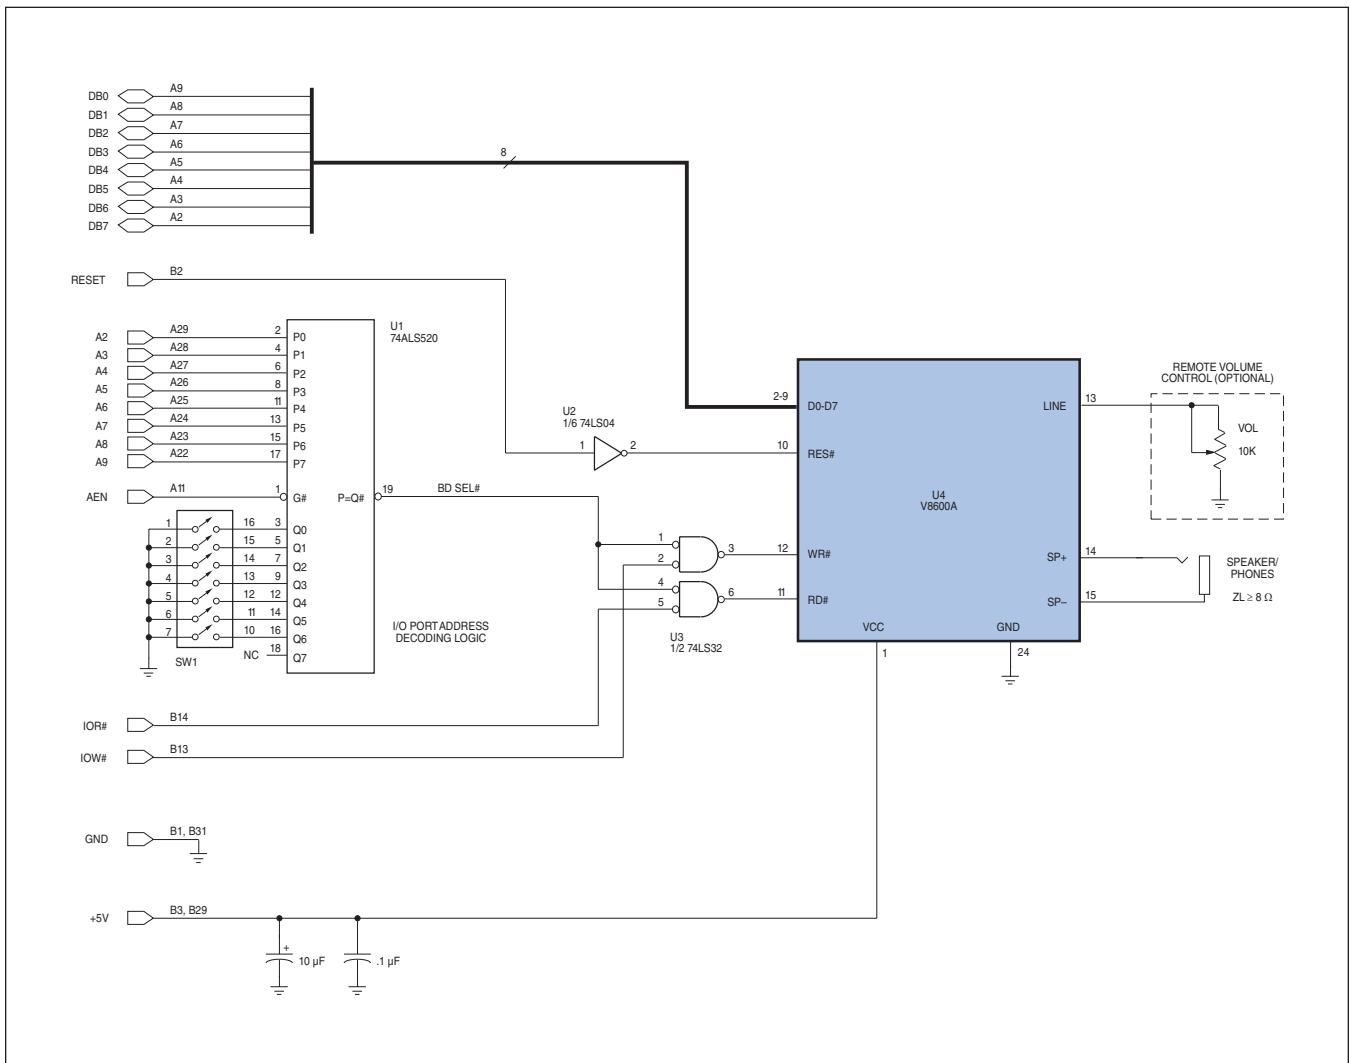 DB0 A9
DB1 A8
DB2 A7
DB3 A6
DB4 A5
DB5 A4
DB6 A3
DB7 A2
8
RESET B2
U1
74ALS520
A2 A29 2 P0
A3 A28 4 P1
A4 A27 6 P2
A5 A26 8 P3
A6 A25 11 P4
A7 A24 13 P5
A8 A23 15 P6
A9 A22 17 P7
AEN A11 1 G# P=Q# 19 BD SEL#
1 16 3 Q0
2 15 5 Q1
3 14 7 Q2
4 13 9 Q3
5 12 12 Q4
6 11 14 Q5
7 10 16 Q6
NC 18 Q7
SW1
I/O PORT ADDRESS
DECODING LOGIC
U2
1/6 74LS04
1 2
1
2 3
4
5 6
U3
1/2 74LS32
2-9 D0-D7
10 RES#
12 WR#
11 RD#
U4
V8600A
LINE 13
SP+ 14
SP– 15
VCC
1
GND
24
REMOTE VOLUME
CONTROL (OPTIONAL)
VOL
10K
SPEAKER/
PHONES
ZL ≥ 8 Ω
IOR# B14
IOW# B13
GND B1, B31
+5V B3, B29
+
10 µF
.1 µF